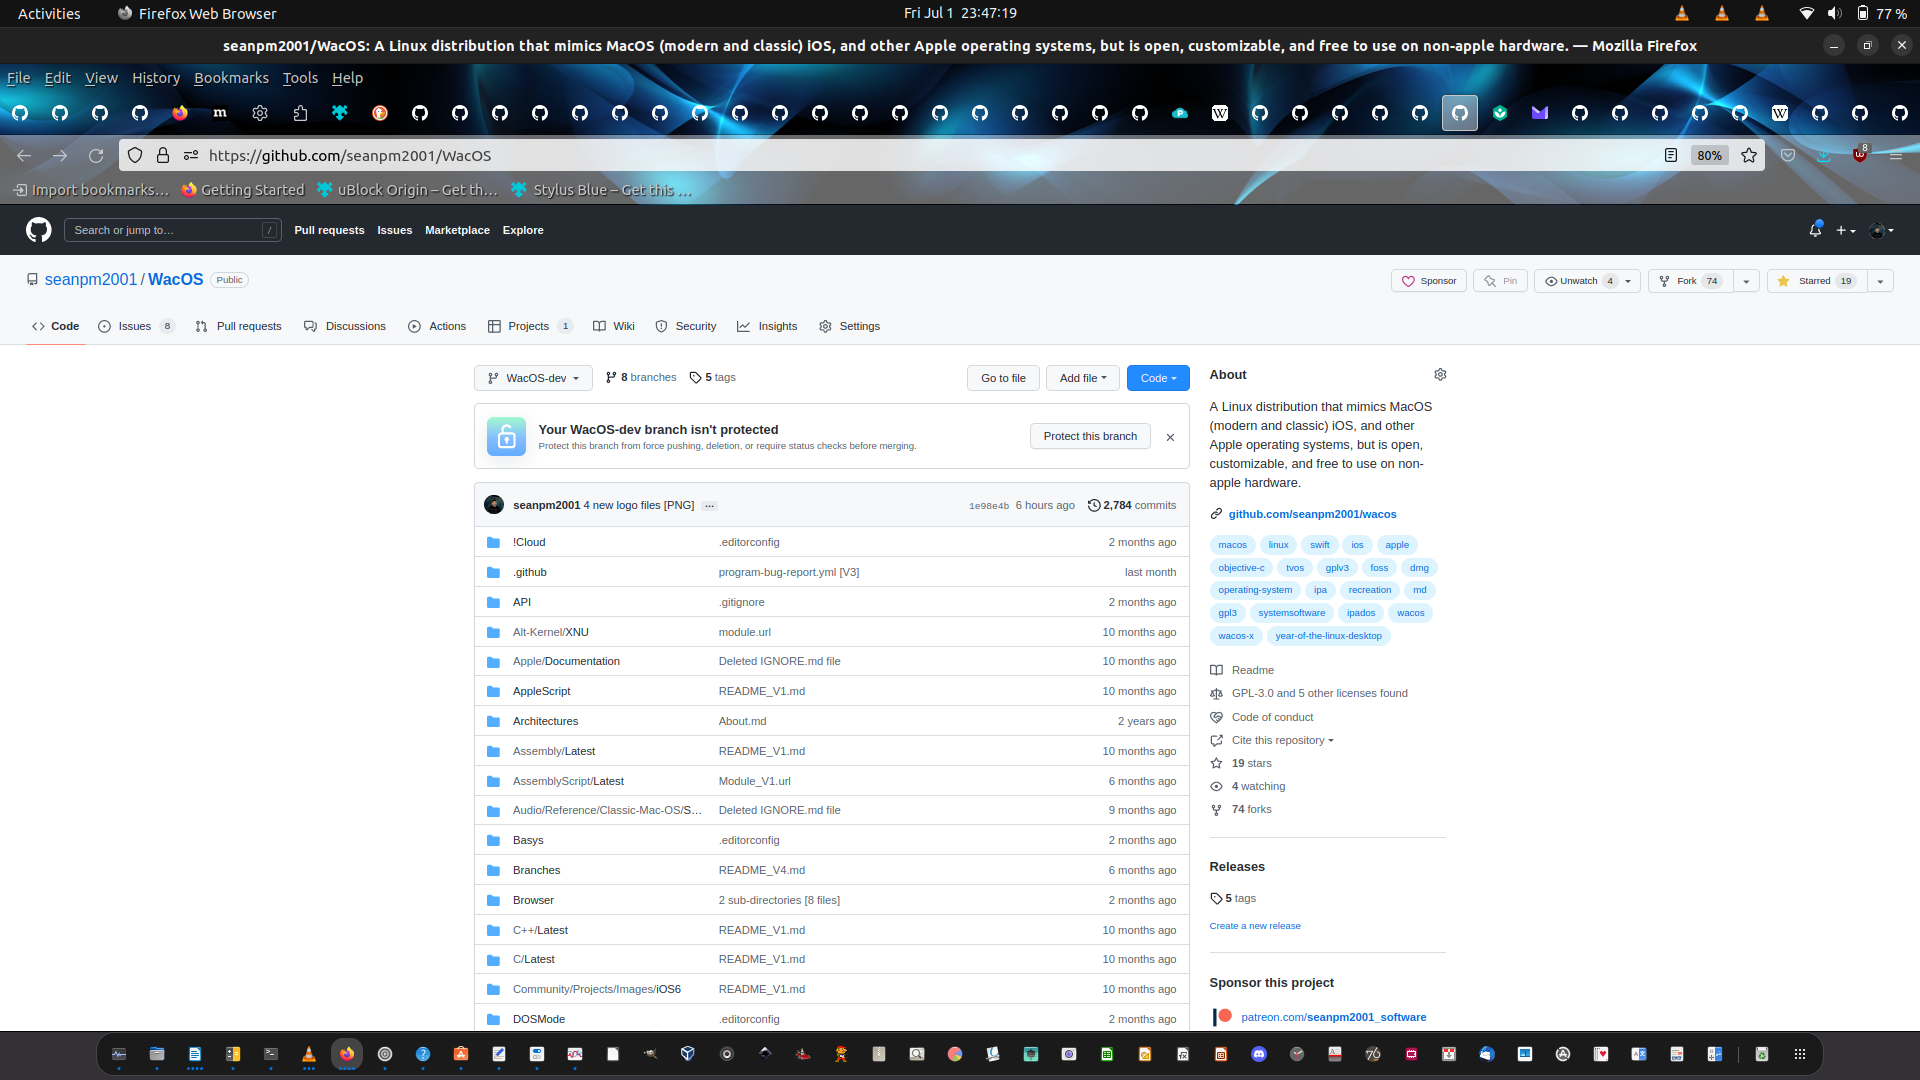 Activities
Firefox Web Browser
Fri Jul 1 23:47:19
77 %
seanpm2001/WacOS: A Linux distribution that mimics MacOS (modern and classic) iOS, and other Apple operating systems, but is open, customizable, and free to use on non-apple hardware. — Mozilla Firefox
File Edit View History Bookmarks Tools Help
https://github.com/seanpm2001/WacOS
80%
8
Import bookmarks…
Getting Started
uBlock Origin – Get th…
Stylus Blue – Get this …
Search or jump to…
/
Pull requests
Issues
Marketplace
Explore
seanpm2001 / WacOS
Public
Sponsor
Pin
Unwatch 4
Fork 74
Starred 19
Code
Issues 8
Pull requests
Discussions
Actions
Projects 1
Wiki
Security
Insights
Settings
WacOS-dev
8 branches
5 tags
Go to file
Add file
Code
Your WacOS-dev branch isn't protected
Protect this branch from force pushing, deletion, or require status checks before merging.
Protect this branch
seanpm2001 4 new logo files [PNG] ...
1e98e4b 6 hours ago
2,784 commits
!Cloud .editorconfig 2 months ago
.github program-bug-report.yml [V3] last month
API .gitignore 2 months ago
Alt-Kernel/XNU module.url 10 months ago
Apple/Documentation Deleted IGNORE.md file 10 months ago
AppleScript README_V1.md 10 months ago
Architectures About.md 2 years ago
Assembly/Latest README_V1.md 10 months ago
AssemblyScript/Latest Module_V1.url 6 months ago
Audio/Reference/Classic-Mac-OS/S... Deleted IGNORE.md file 9 months ago
Basys .editorconfig 2 months ago
Branches README_V4.md 6 months ago
Browser 2 sub-directories [8 files] 2 months ago
C++/Latest README_V1.md 10 months ago
C/Latest README_V1.md 10 months ago
Community/Projects/Images/iOS6 README_V1.md 10 months ago
DOSMode .editorconfig 2 months ago
About
A Linux distribution that mimics MacOS
(modern and classic) iOS, and other
Apple operating systems, but is open,
customizable, and free to use on non-
apple hardware.
github.com/seanpm2001/wacos
macos linux swift ios apple
objective-c tvos gplv3 foss dmg
operating-system ipa recreation md
gpl3 systemsoftware ipados wacos
wacos-x year-of-the-linux-desktop
Readme
GPL-3.0 and 5 other licenses found
Code of conduct
Cite this repository
19 stars
4 watching
74 forks
Releases
5 tags
Create a new release
Sponsor this project
patreon.com/seanpm2001_software